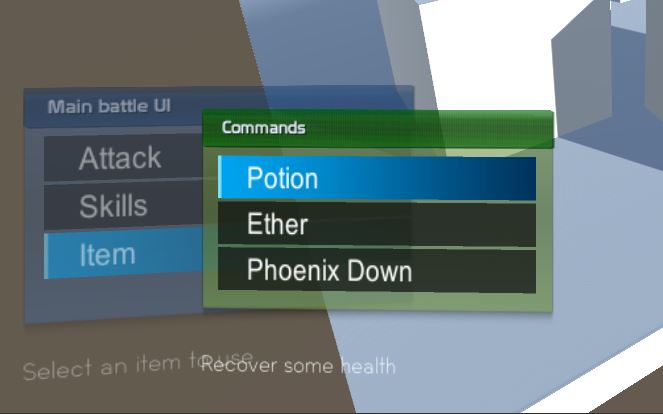 Main battle UI
Attack
Skills
Item
Select an item to use
Commands
Potion
Ether
Phoenix Down
Recover some health